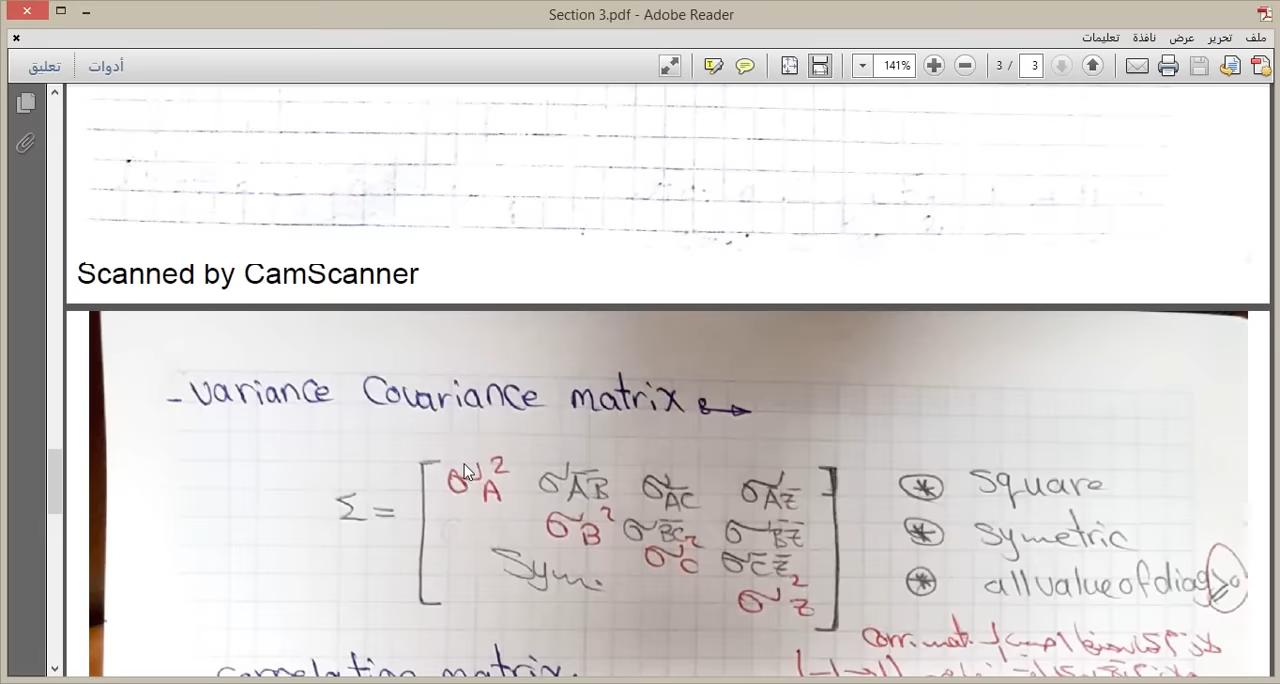 Section 3.pdf - Adobe Reader
ملف تحرير عرض نافذة تعليمات
تعليق أدوات 141% 3 / 3
Scanned by CamScanner
- variance Covariance matrix
Σ = [ σA² σAB σAC σAZ
σB² σBC σBZ
Sym. σC² σCZ
σZ² ]
* Square
* Symetric
* all value of diag ≥0
corr. mat.
correlation matrix.